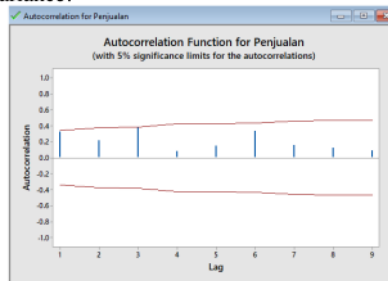 Autocorrelation Function for Penjualan
Autocorrelation Function for Penjualan
(with 5% significance limits for the autocorrelations)
1.0
0.8
0.6
0.4
0.2
0.0
-0.2
-0.4
-0.6
-0.8
-1.0
Autocorrelation
1 2 3 4 5 6 7 8 9
Lag